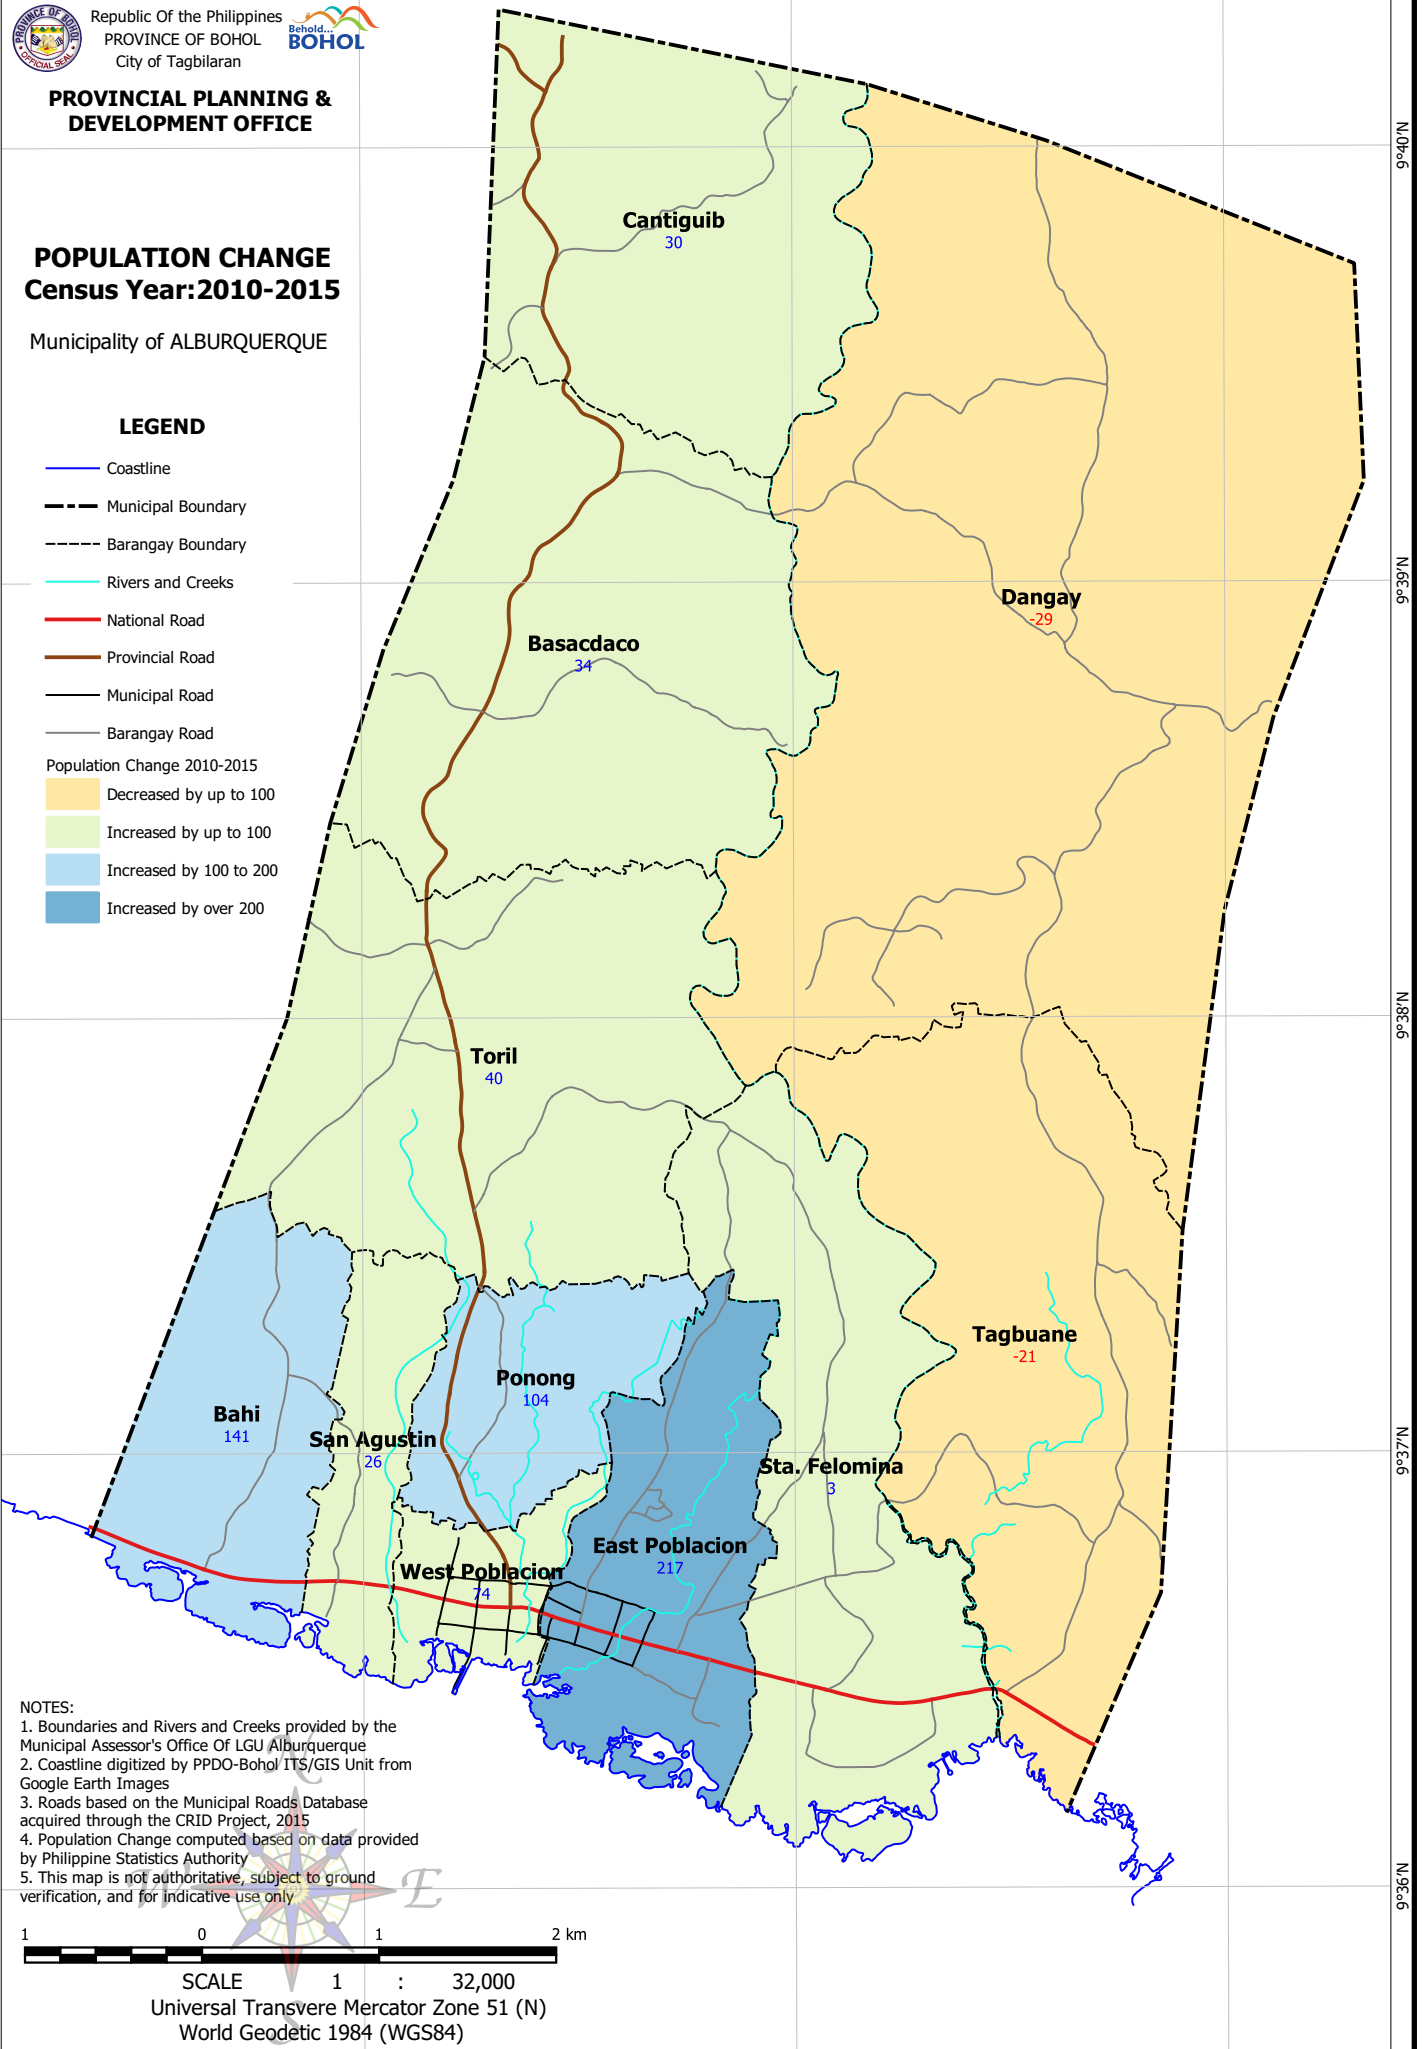 Republic Of the Philippines
PROVINCE OF BOHOL
City of Tagbilaran
PROVINCE OF BOHOL
OFFICIAL SEAL
Behold...
BOHOL
PROVINCIAL PLANNING &
DEVELOPMENT OFFICE
POPULATION CHANGE
Census Year:2010-2015
Municipality of ALBURQUERQUE
LEGEND
Coastline
Municipal Boundary
Barangay Boundary
Rivers and Creeks
National Road
Provincial Road
Municipal Road
Barangay Road
Population Change 2010-2015
Decreased by up to 100
Increased by up to 100
Increased by 100 to 200
Increased by over 200
Cantiguib
30
Dangay
-29
Basacdaco
34
Toril
40
Tagbuane
-21
Ponong
104
Bahi
141
San Agustin
26
Sta. Felomina
3
East Poblacion
217
West Poblacion
74
9°40'N
9°39'N
9°38'N
9°37'N
9°36'N
NOTES:
1. Boundaries and Rivers and Creeks provided by the
Municipal Assessor's Office Of LGU Alburquerque
2. Coastline digitized by PPDO-Bohol ITS/GIS Unit from
Google Earth Images
3. Roads based on the Municipal Roads Database
acquired through the CRID Project, 2015
4. Population Change computed based on data provided
by Philippine Statistics Authority
5. This map is not authoritative, subject to ground
verification, and for indicative use only
N
W
E
S
1 0 1 2 km
SCALE 1 : 32,000
Universal Transvere Mercator Zone 51 (N)
World Geodetic 1984 (WGS84)